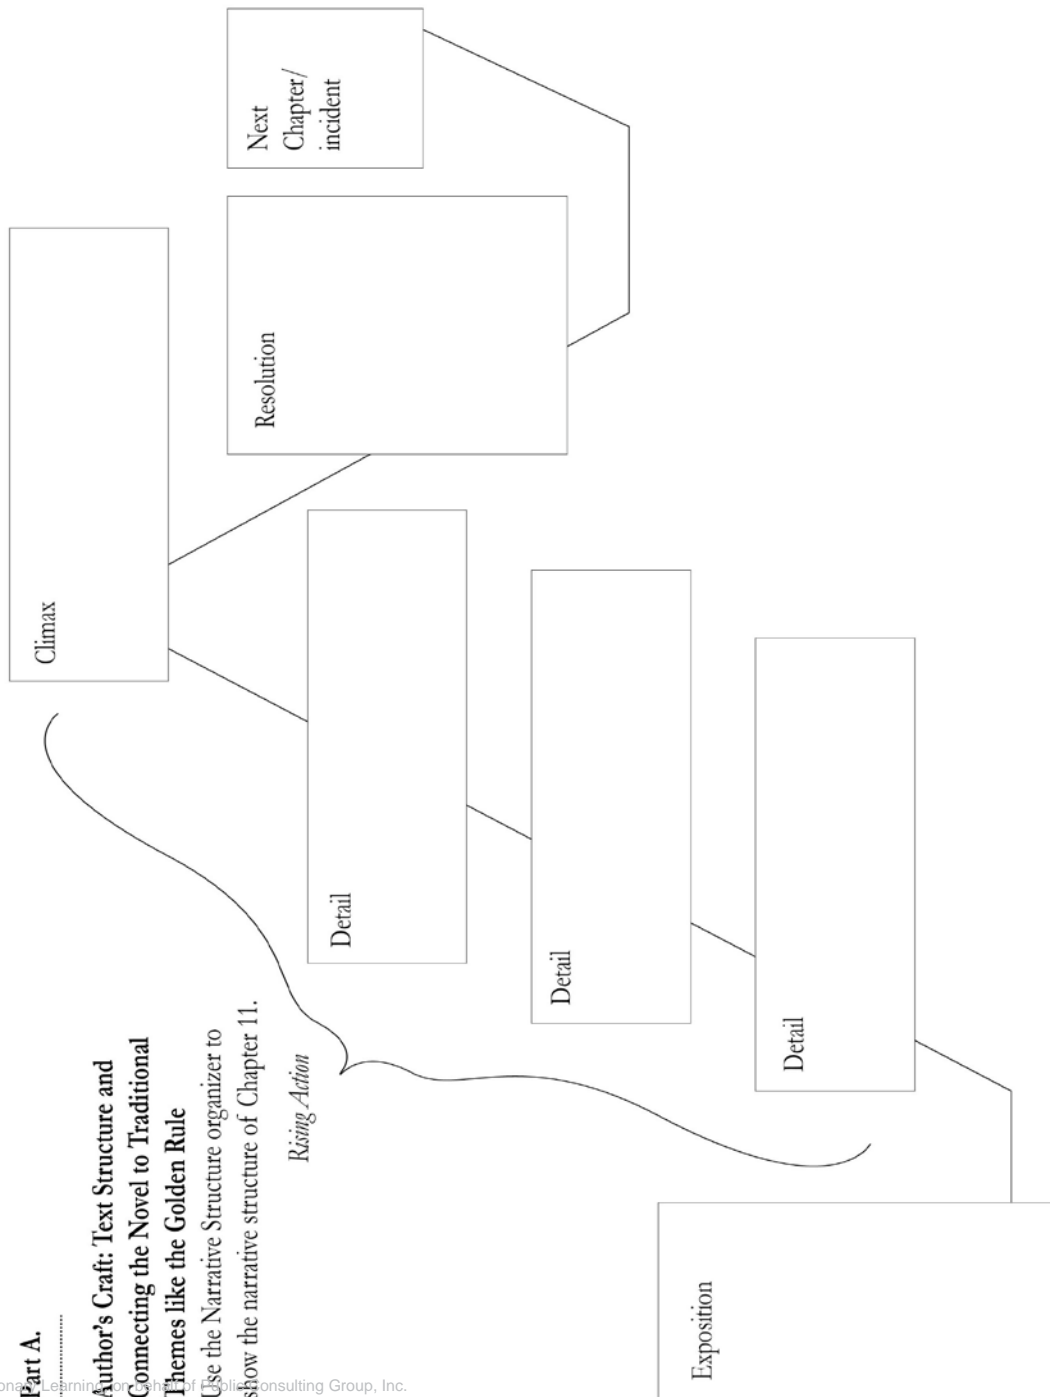 Part A.
Author's Craft: Text Structure and
Connecting the Novel to Traditional
Themes like the Golden Rule
Use the Narrative Structure organizer to
show the narrative structure of Chapter 11.
Rising Action
Climax
Next
Chapter/
incident
Resolution
Detail
Detail
Detail
Exposition
Learning, on behalf of Public Consulting Group, Inc.